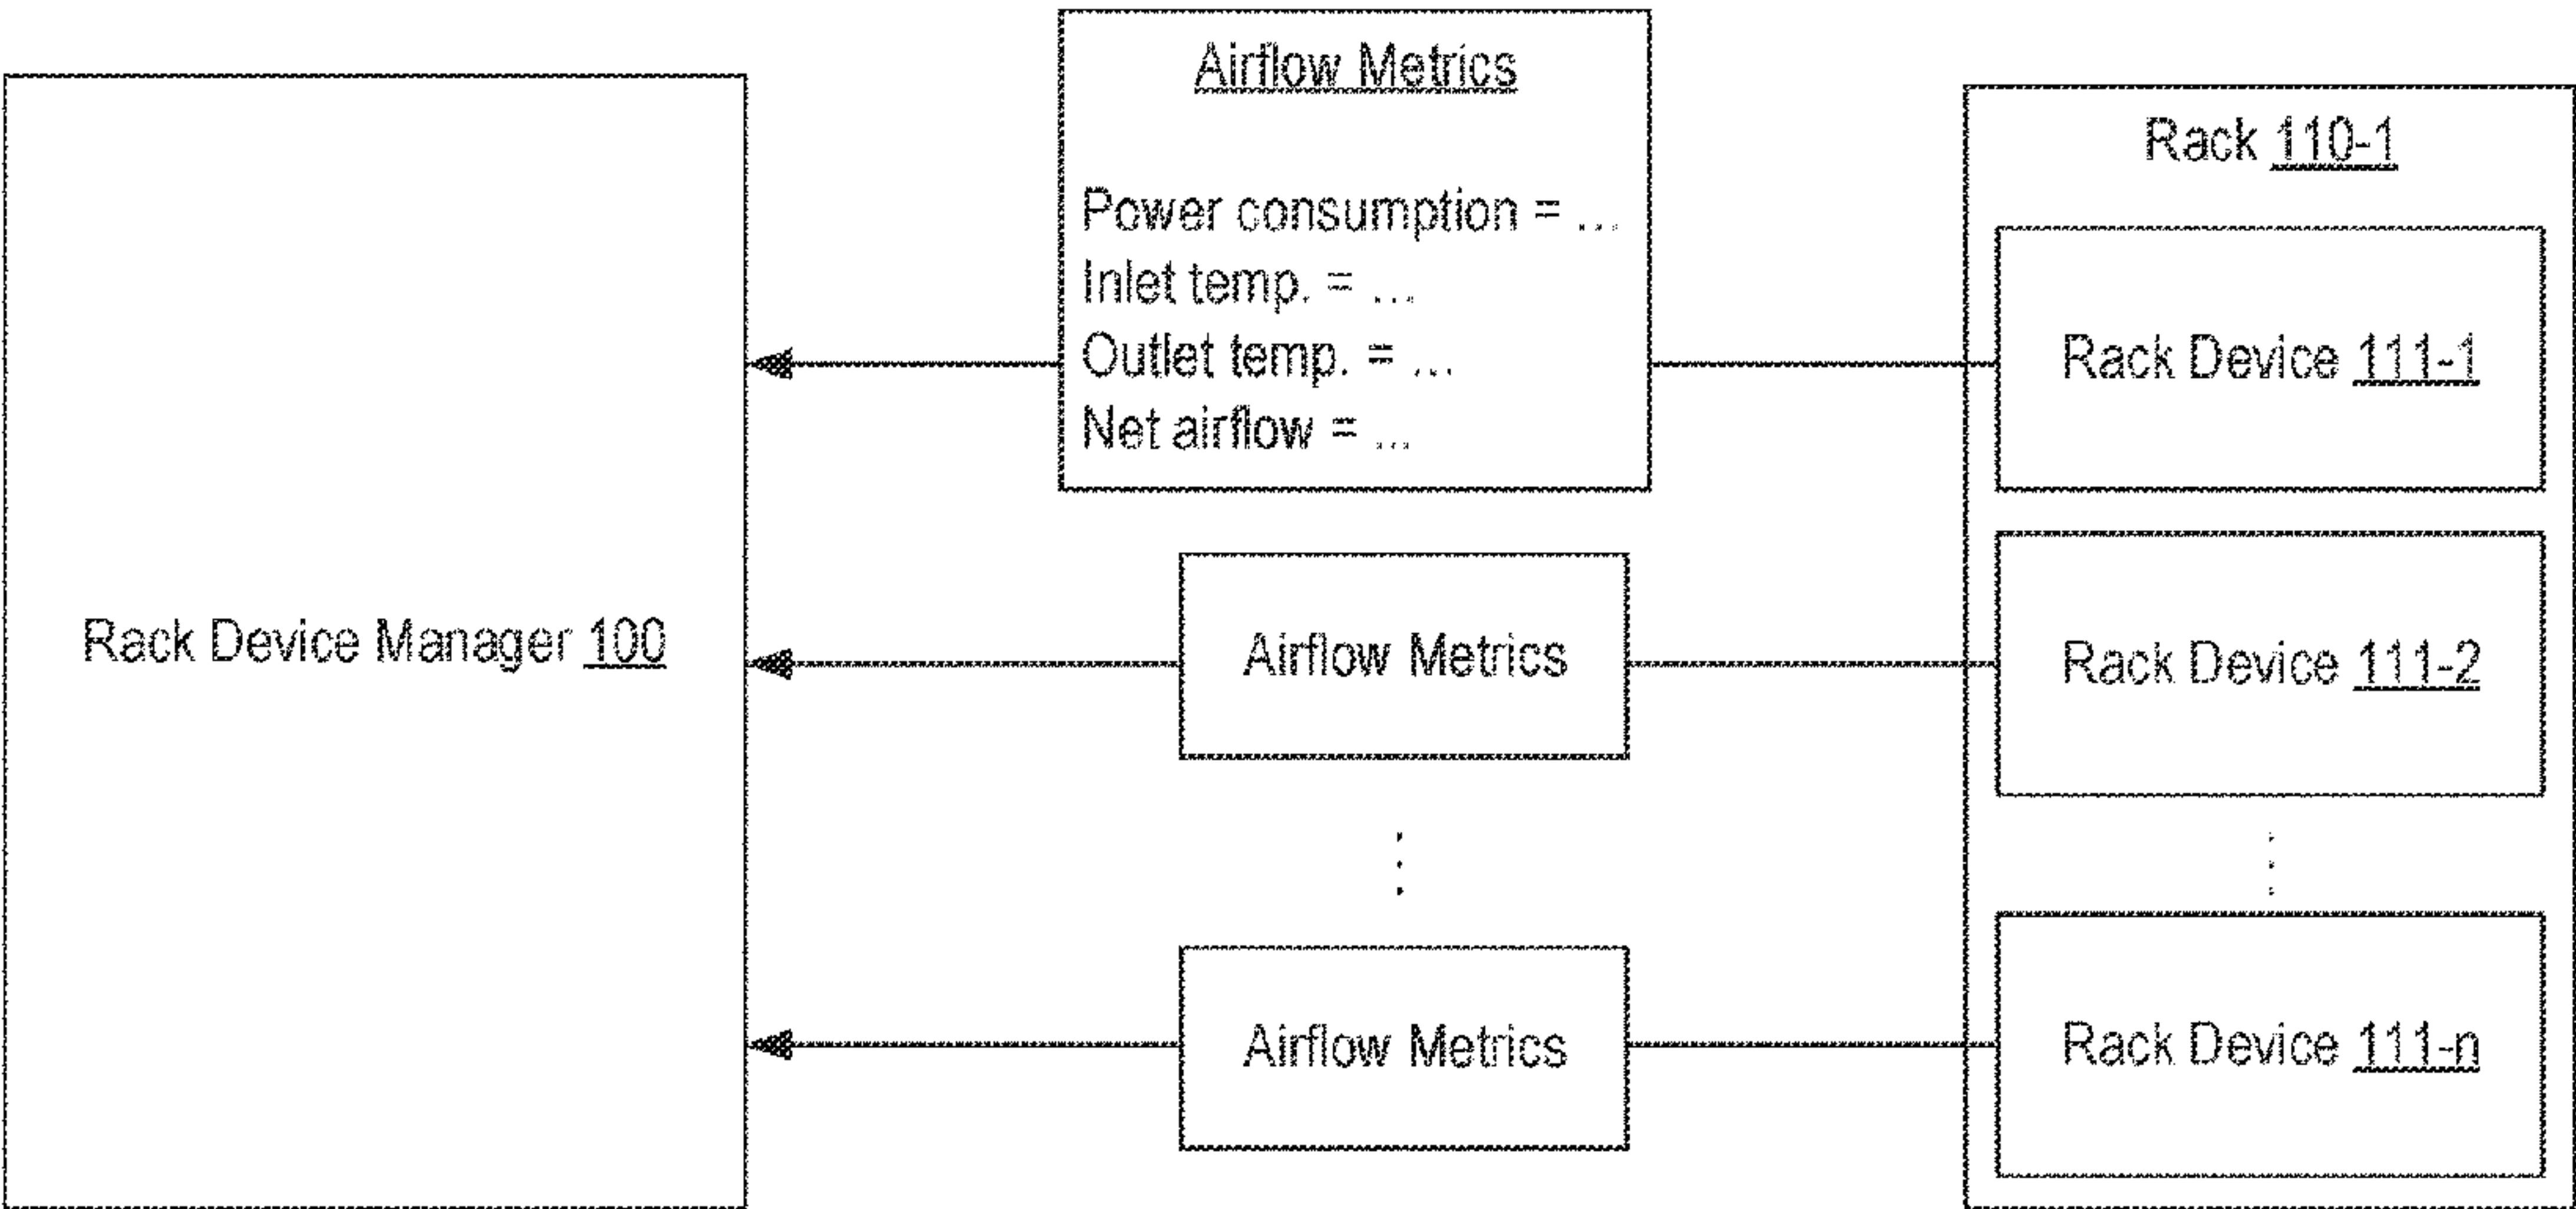 Airflow Metrics
Power consumption = ...
Inlet temp. = ...
Outlet temp. = ...
Net airflow = ...
Rack 110-1
Rack Device 111-1
Rack Device Manager 100
Airflow Metrics
Rack Device 111-2
Airflow Metrics
Rack Device 111-n